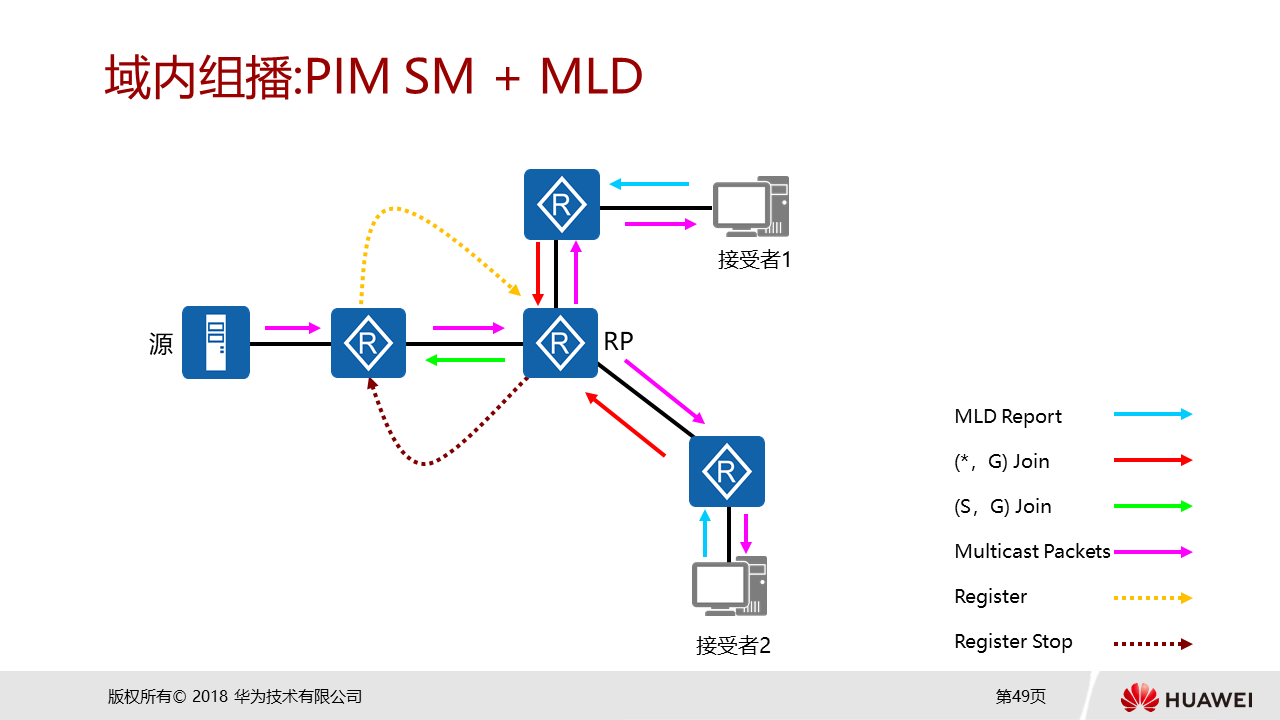 域内组播:PIM SM + MLD
R
接受者1
源
R
R
RP
R
接受者2
MLD Report
(*，G) Join
(S，G) Join
Multicast Packets
Register
Register Stop
版权所有© 2018 华为技术有限公司
第49页
HUAWEI